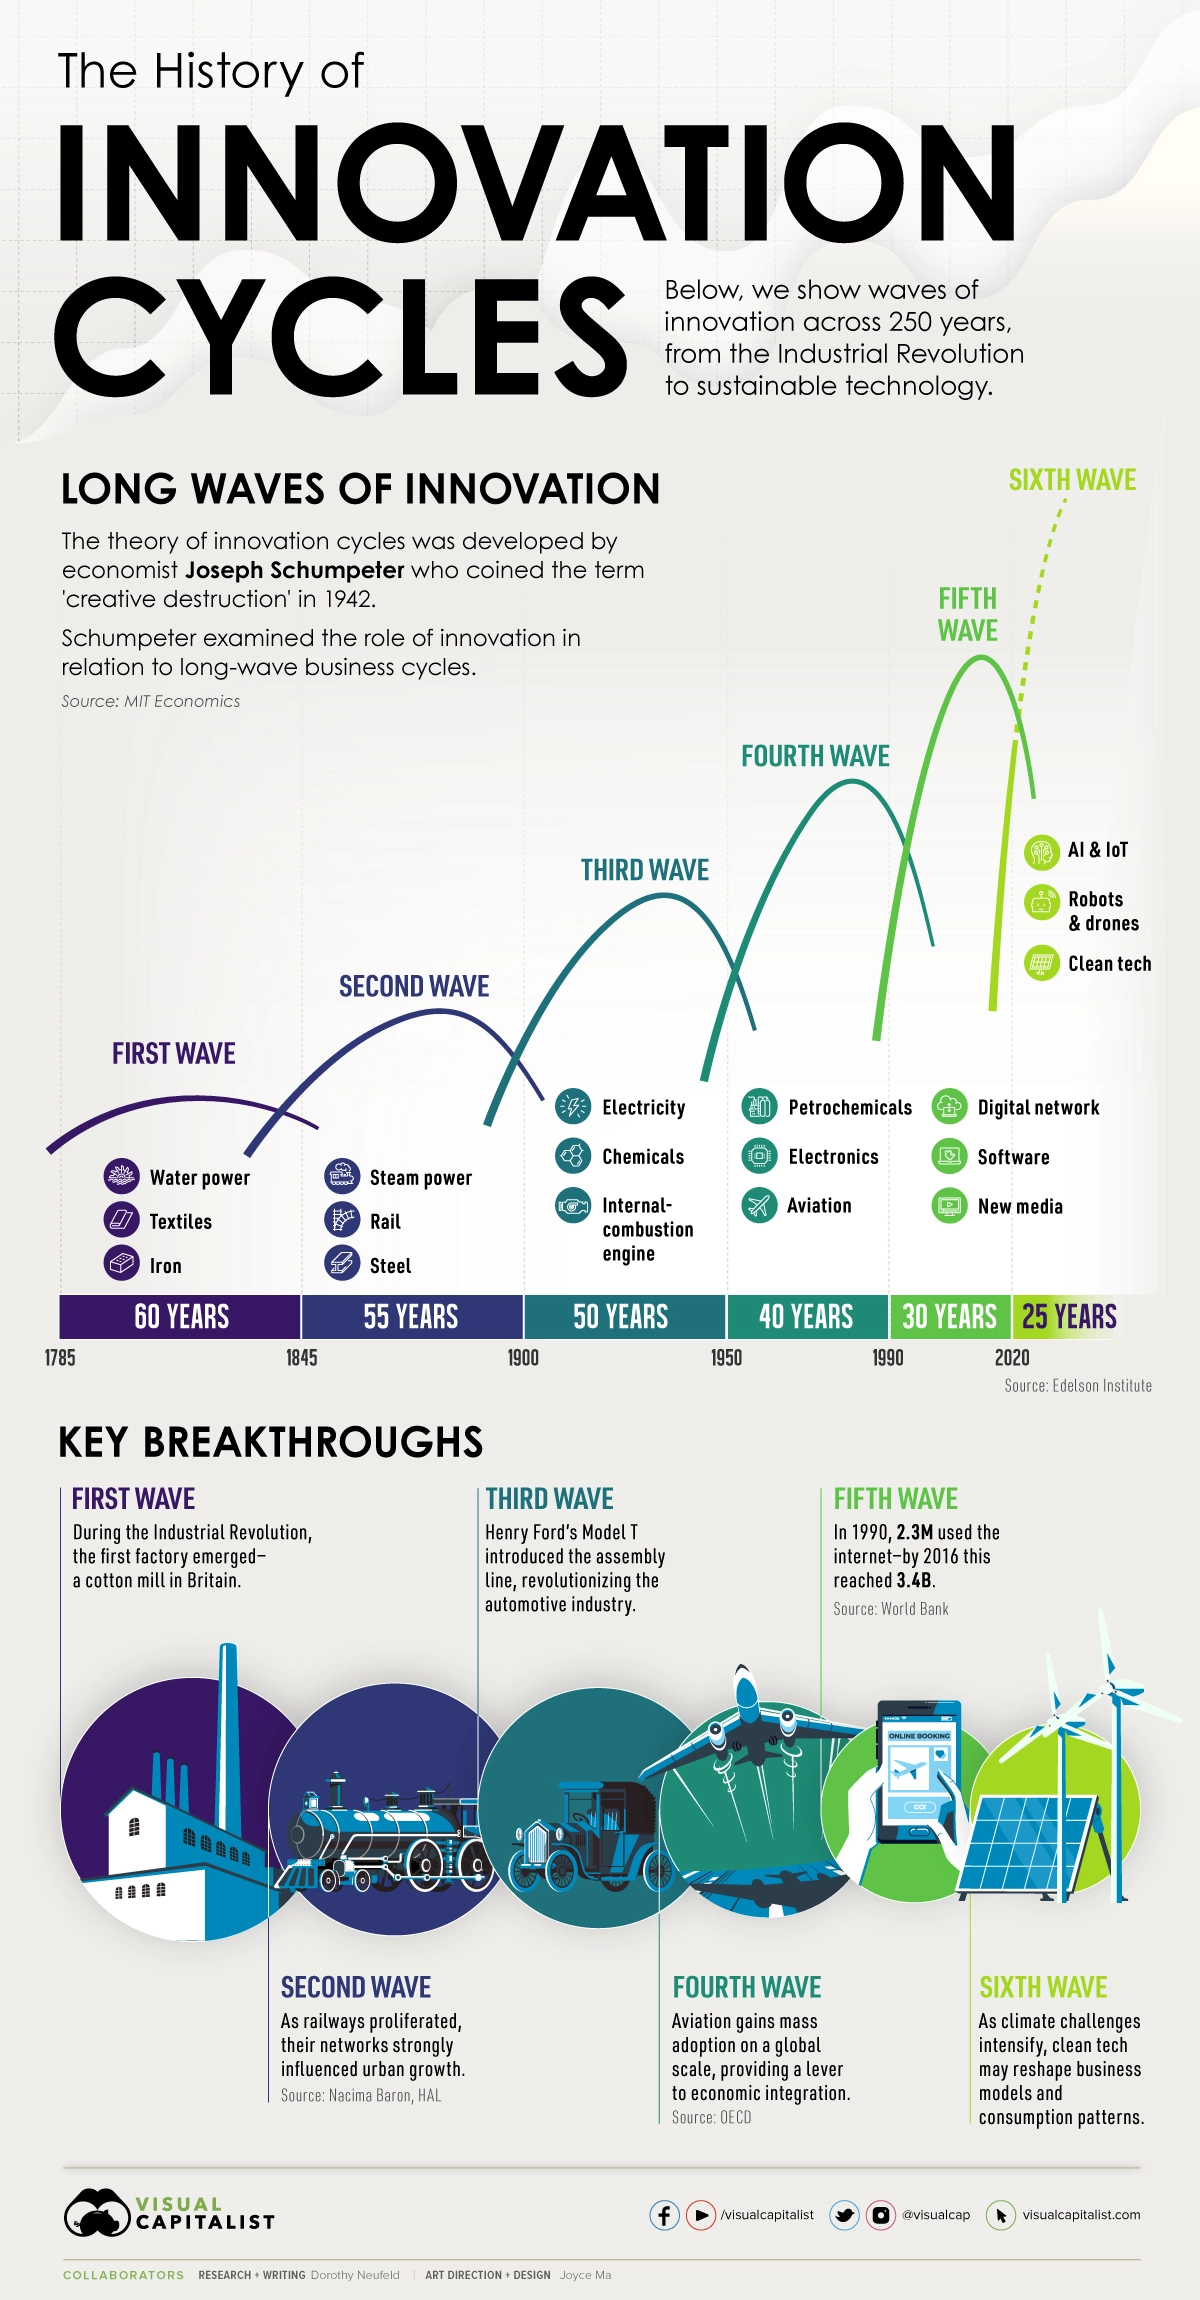 The History of
INNOVATION
CYCLES
Below, we show waves of
innovation across 250 years,
from the Industrial Revolution
to sustainable technology.
LONG WAVES OF INNOVATION
The theory of innovation cycles was developed by
economist Joseph Schumpeter who coined the term
'creative destruction' in 1942.
Schumpeter examined the role of innovation in
relation to long-wave business cycles.
Source: MIT Economics
SIXTH WAVE
FIFTH
WAVE
FOURTH WAVE
THIRD WAVE
SECOND WAVE
FIRST WAVE
AI & IoT
Robots
& drones
Clean tech
Water power
Textiles
Iron
Steam power
Rail
Steel
Electricity
Chemicals
Internal-
combustion
engine
Petrochemicals
Electronics
Aviation
Digital network
Software
New media
60 YEARS
55 YEARS
50 YEARS
40 YEARS
30 YEARS
25 YEARS
1785
1845
1900
1950
1990
2020
Source: Edelson Institute
KEY BREAKTHROUGHS
FIRST WAVE
During the Industrial Revolution,
the first factory emerged–
a cotton mill in Britain.
THIRD WAVE
Henry Ford's Model T
introduced the assembly
line, revolutionizing the
automotive industry.
FIFTH WAVE
In 1990, 2.3M used the
internet–by 2016 this
reached 3.4B.
Source: World Bank
ONLINE BOOKING
GO!
SECOND WAVE
As railways proliferated,
their networks strongly
influenced urban growth.
Source: Nacima Baron, HAL
FOURTH WAVE
Aviation gains mass
adoption on a global
scale, providing a lever
to economic integration.
Source: OECD
SIXTH WAVE
As climate challenges
intensify, clean tech
may reshape business
models and
consumption patterns.
VISUAL
CAPITALIST
/visualcapitalist
@visualcap
visualcapitalist.com
COLLABORATORS RESEARCH + WRITING Dorothy Neufeld | ART DIRECTION + DESIGN Joyce Ma